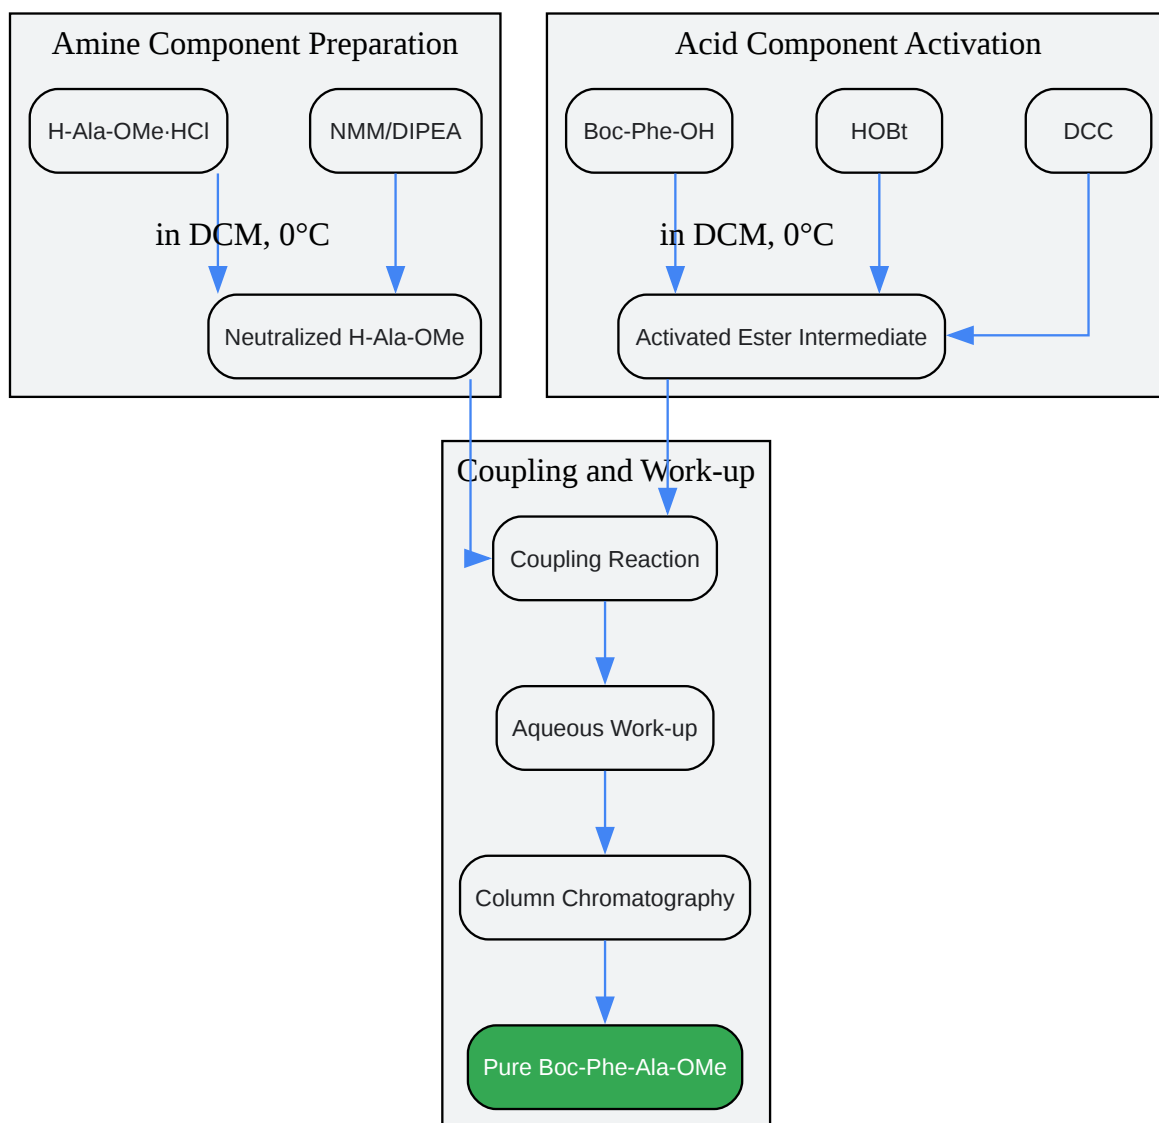 Amine Component Preparation
H-Ala-OMe·HCl
NMM/DIPEA
in DCM, 0°C
Neutralized H-Ala-OMe
Acid Component Activation
Boc-Phe-OH
HOBt
DCC
in DCM, 0°C
Activated Ester Intermediate
Coupling and Work-up
Coupling Reaction
Aqueous Work-up
Column Chromatography
Pure Boc-Phe-Ala-OMe